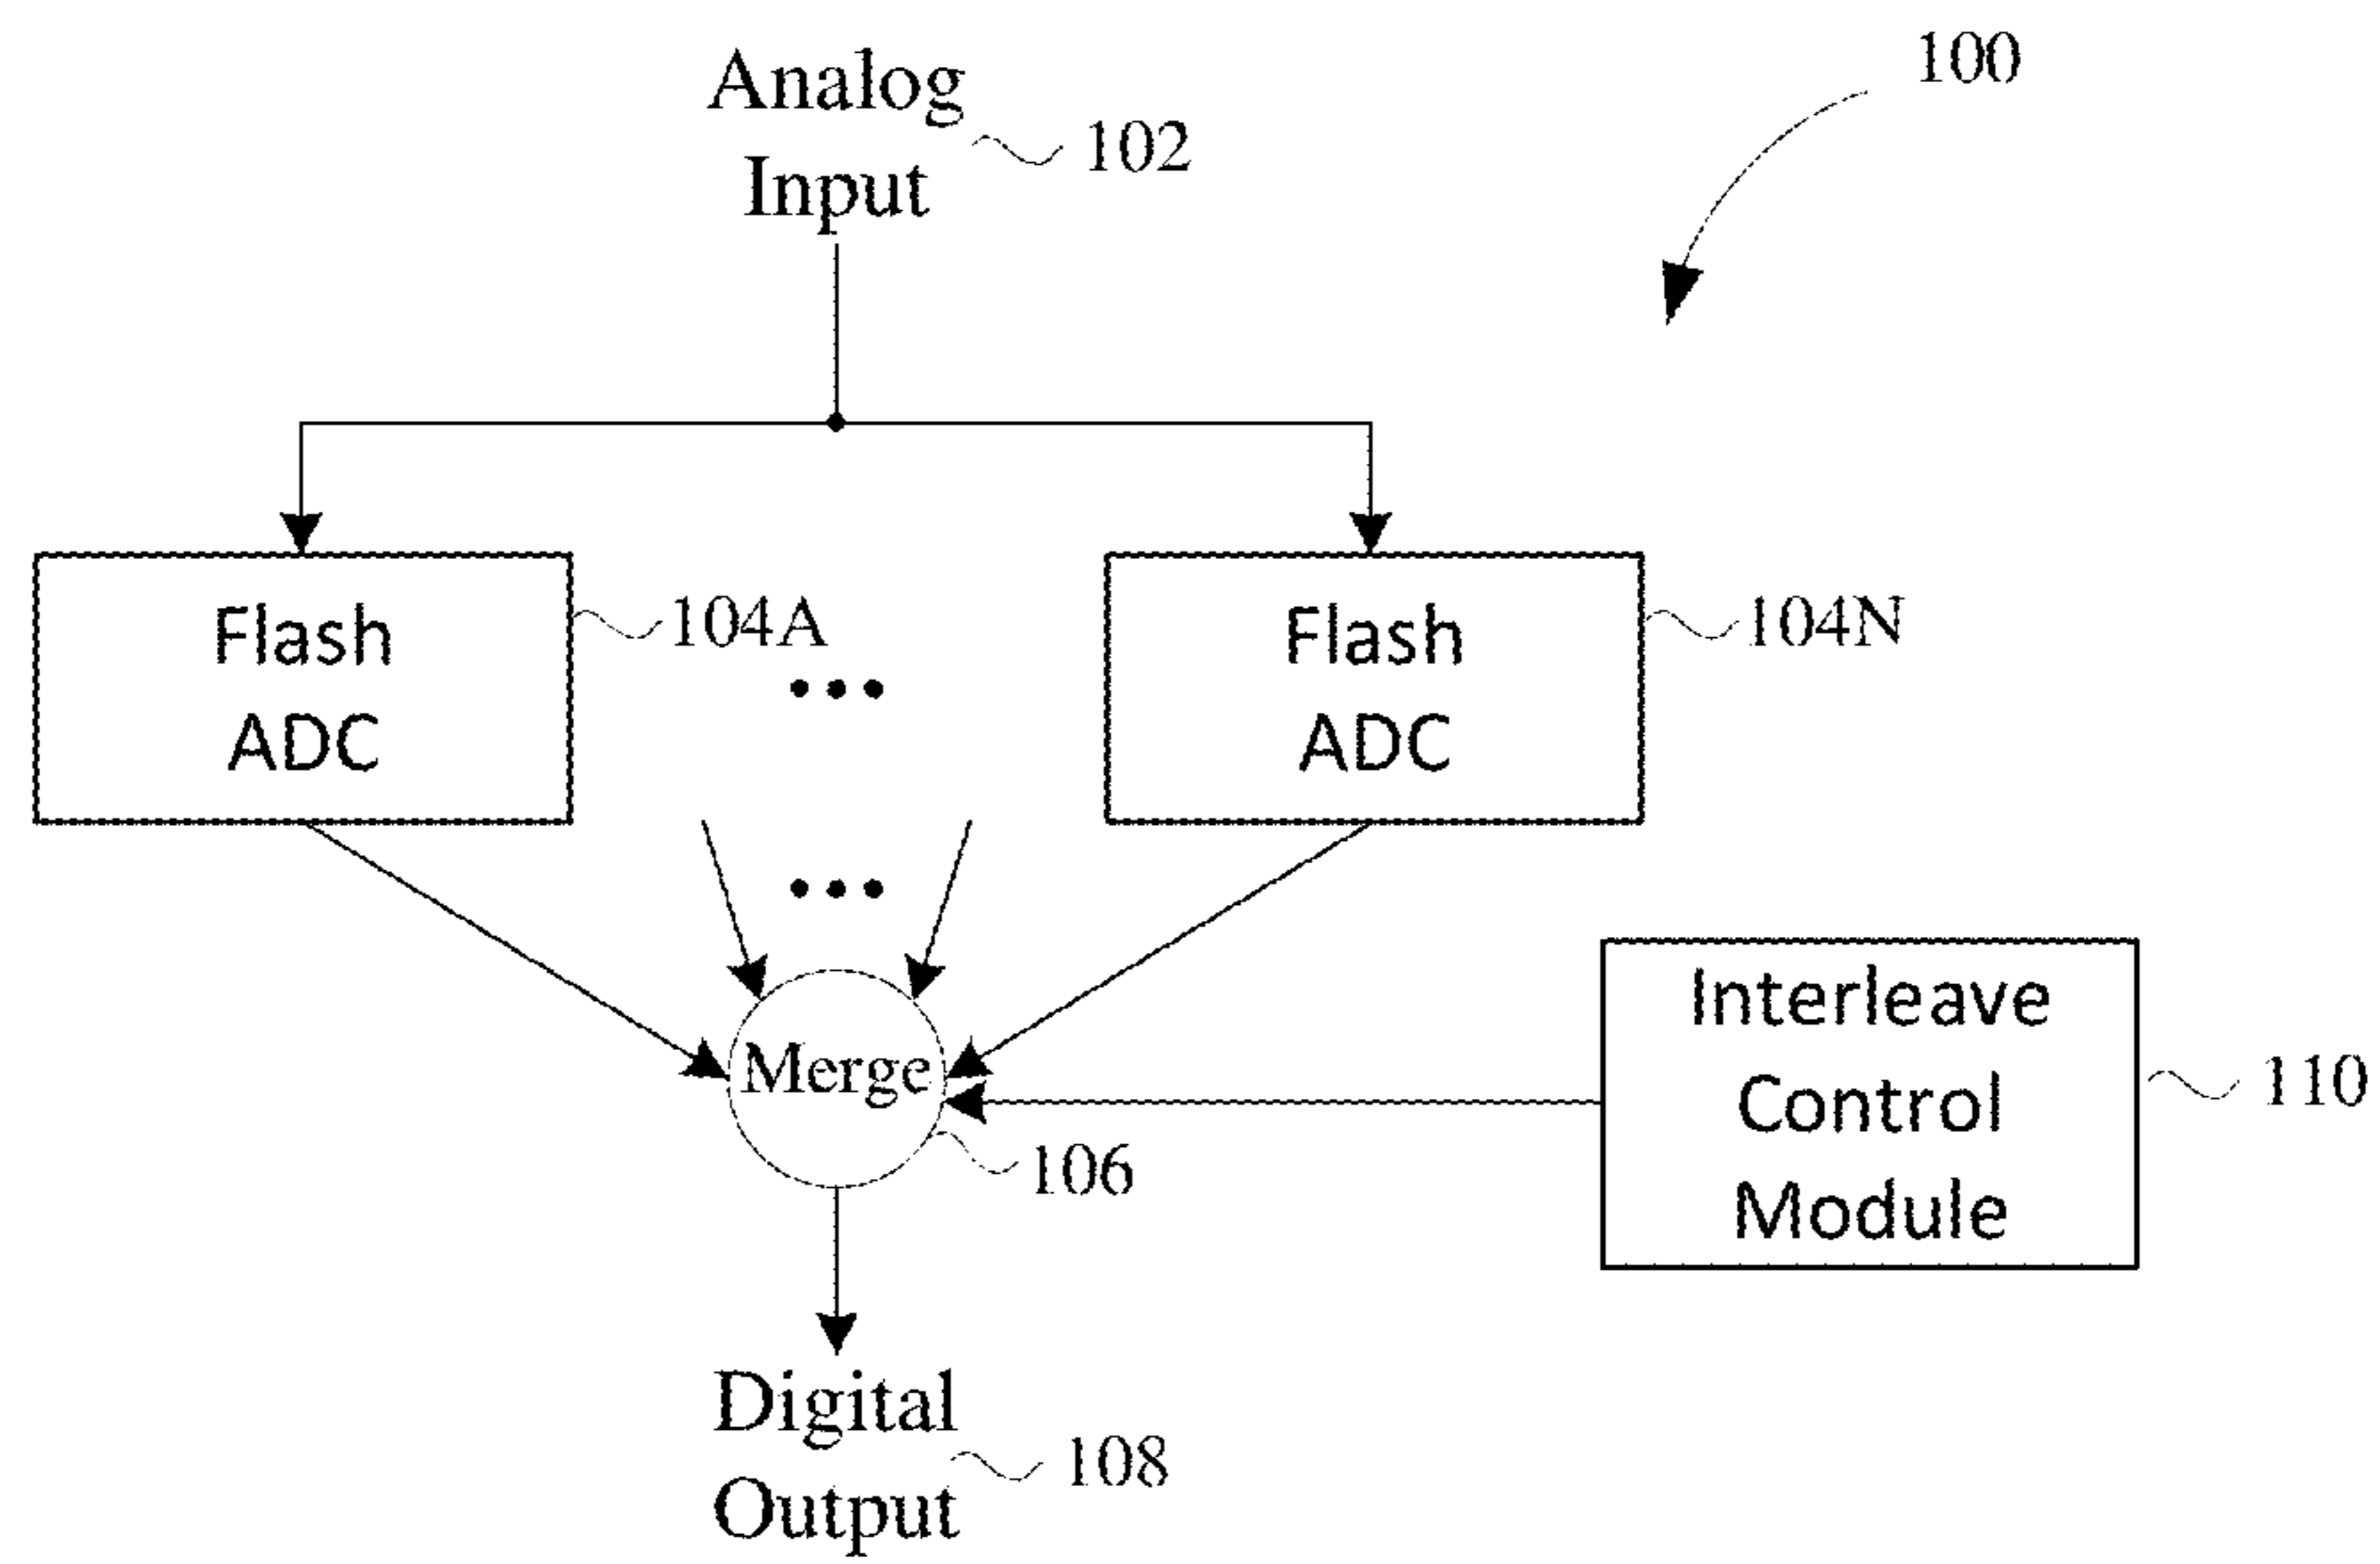 100
Analog
Input
102
Flash
ADC
104A
Flash
ADC
104N
Merge
106
Interleave
Control
Module
110
Digital
Output
108